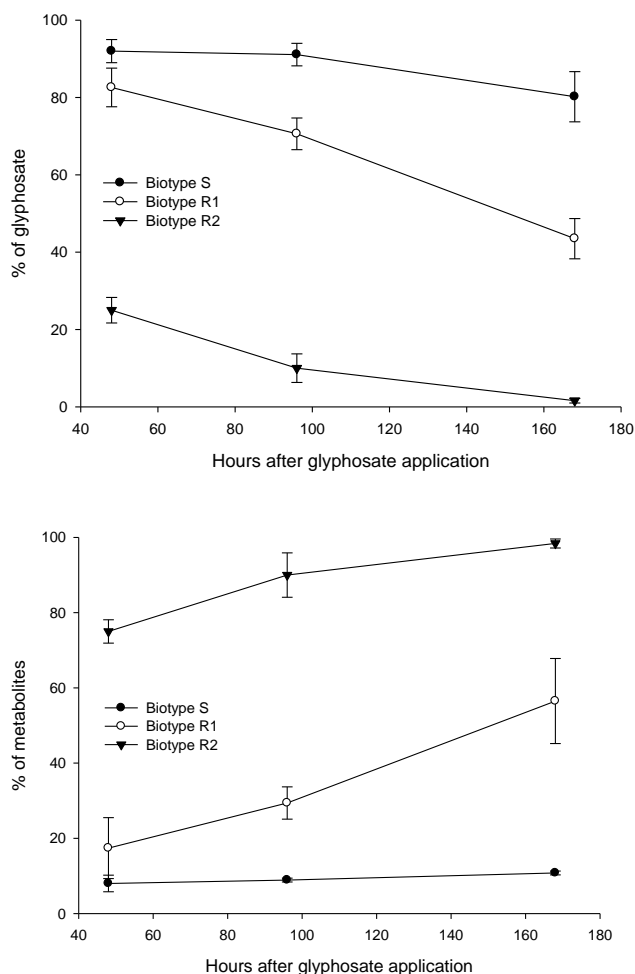 100
80
60
40
20
0
% of glyphosate
Biotype S
Biotype R1
Biotype R2
40 60 80 100 120 140 160 180
Hours after glyphosate application
100
80
60
40
20
0
% of metabolites
Biotype S
Biotype R1
Biotype R2
40 60 80 100 120 140 160 180
Hours after glyphosate application